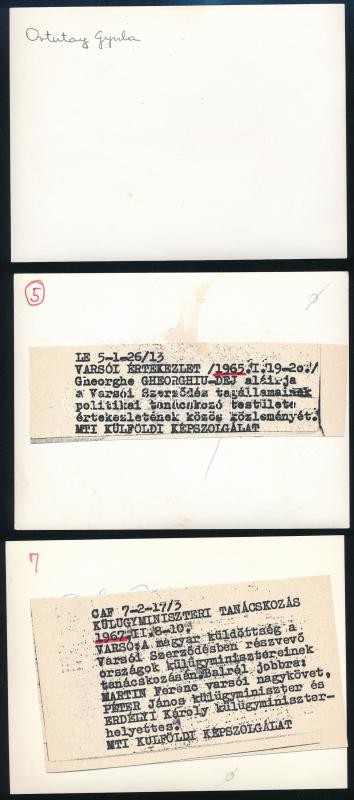 Ortutay Gyula
5
LE 5-1-26/13
VARSÓI ÉRTEKEZLET /1965.I.19-20./
Gheorghe GHEORGHIU-DEJ aláirja
a Varsói Szerződés tagállamainak
politikai tanácskozó testülete
értekezletének közös közleményét.
MTI KÜLFÖLDI KÉPSZOLGÁLAT
7
CAF 7-2-17/3
KÜLÜGYMINISZTERI TANÁCSKOZÁS
1967.II.8-10.
VARSÓ:A magyar küldöttség a
Varsói Szerződésben részvevő
országok külügyminisztereinek
tanácskozásán.Balról jobbra:
MARTIN Ferenc varsói nagykövet,
PÉTER János külügyminiszter és
ERDÉLYI Károly külügyminiszter-
helyettes.
MTI KÜLFÖLDI KÉPSZOLGÁLAT